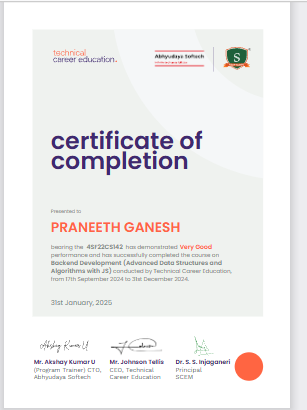 technical
career education.
Abhyudaya Softech
S
certificate of
completion
Presented to
PRANEETH GANESH
bearing the 4SF22CS142 has demonstrated Very Good
performance and has successfully completed the course on
Backend Development (Advanced Data Structures and
Algorithms with JS) conducted by Technical Career Education,
from 17th September 2024 to 31st December 2024.
31st January, 2025
Akshay Kumar U
Mr. Akshay Kumar U
(Program Trainer) CTO,
Abhyudaya Softech
Mr. Johnson Tellis
CEO, Technical
Career Education
Dr. S. S. Injaganeri
Principal
SCEM